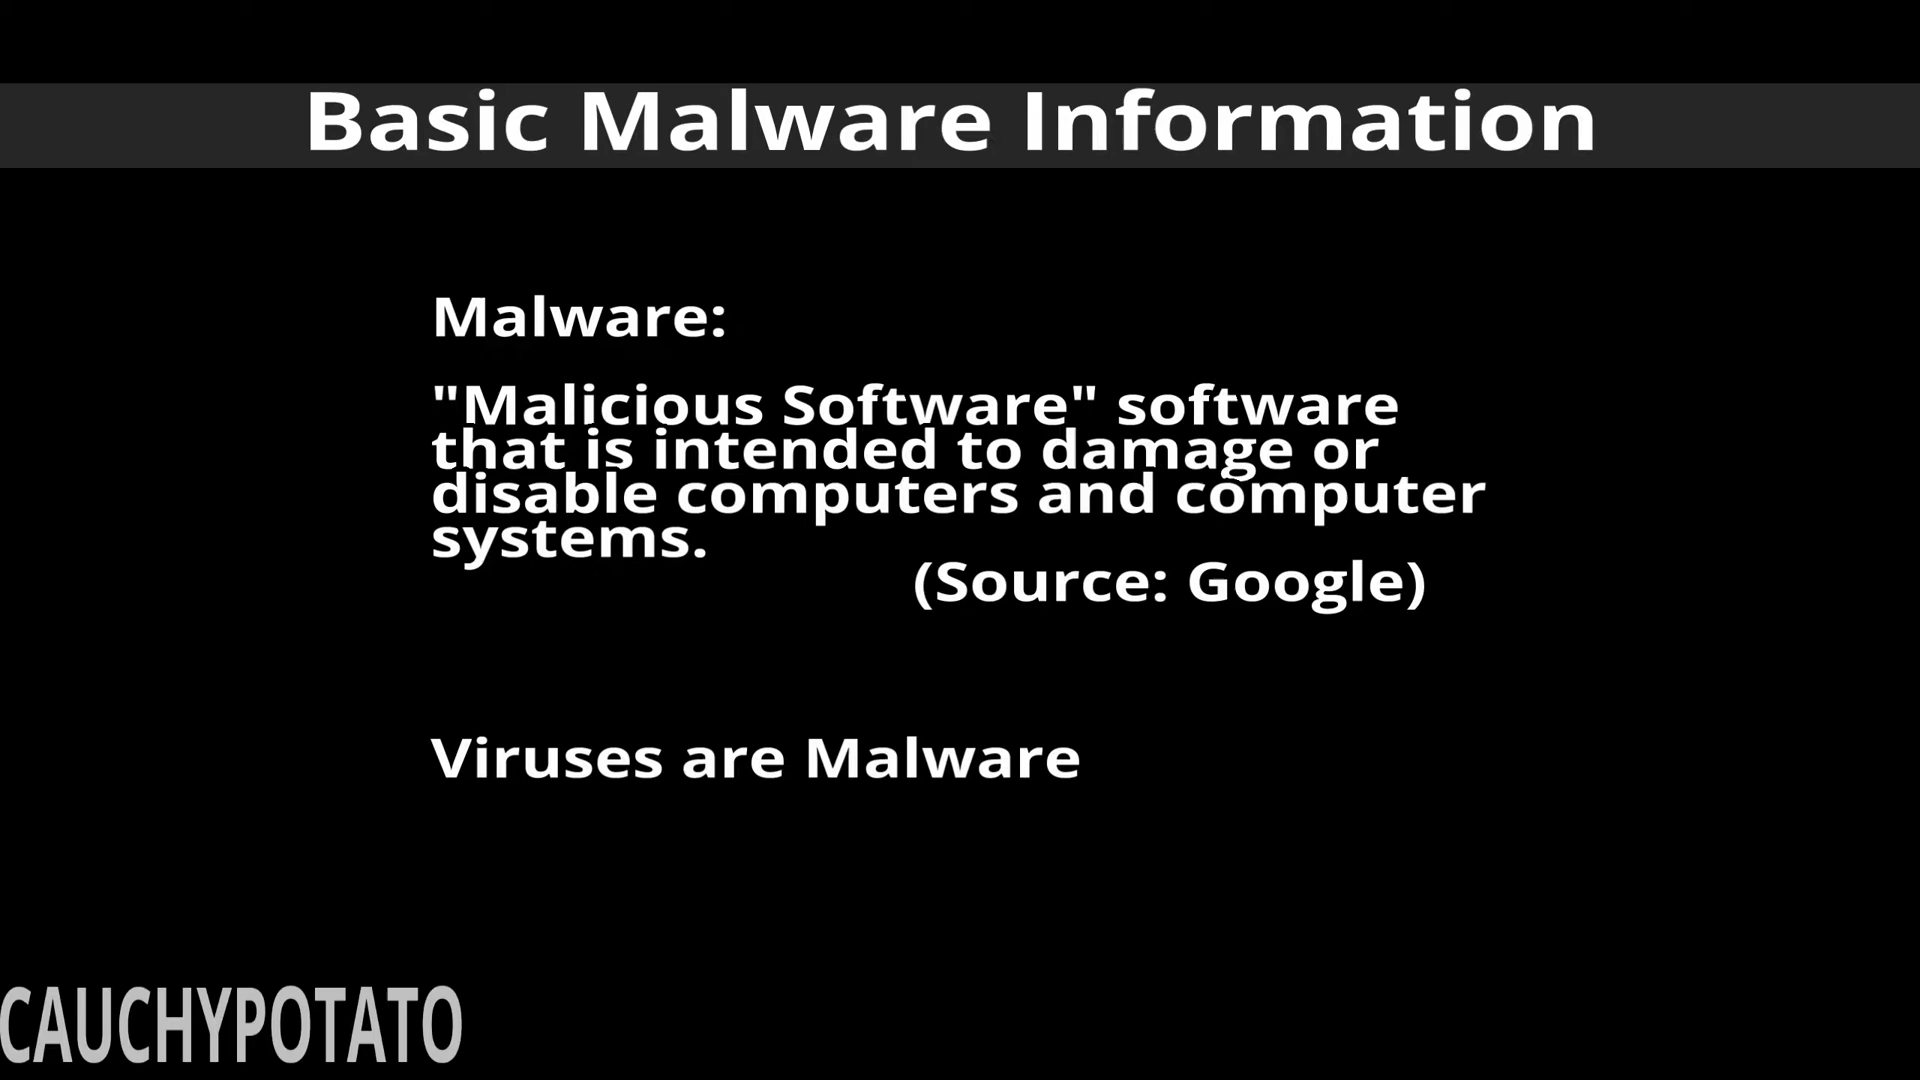 Basic Malware Information
Malware:
"Malicious Software" software
that is intended to damage or
disable computers and computer
systems.
(Source: Google)
Viruses are Malware
CAUCHYPOTATO